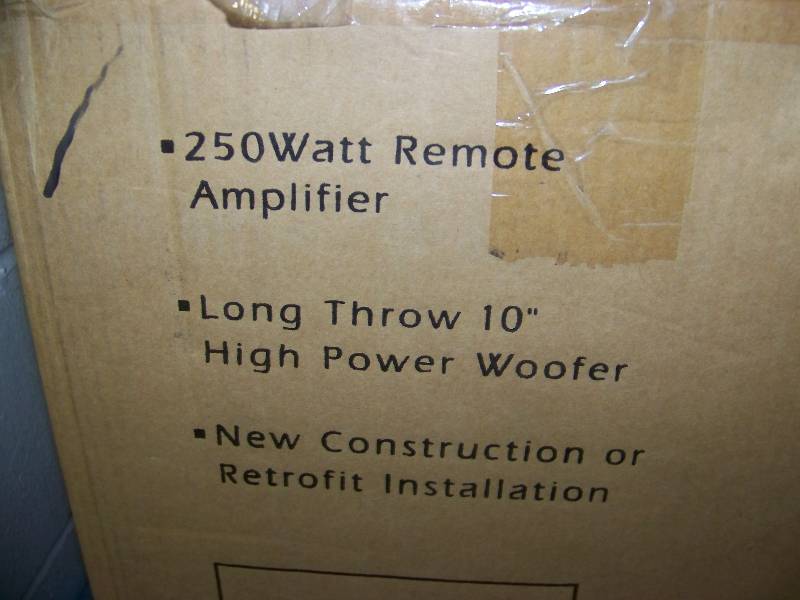 ▪250Watt Remote
Amplifier
▪Long Throw 10"
High Power Woofer
▪New Construction or
Retrofit Installation